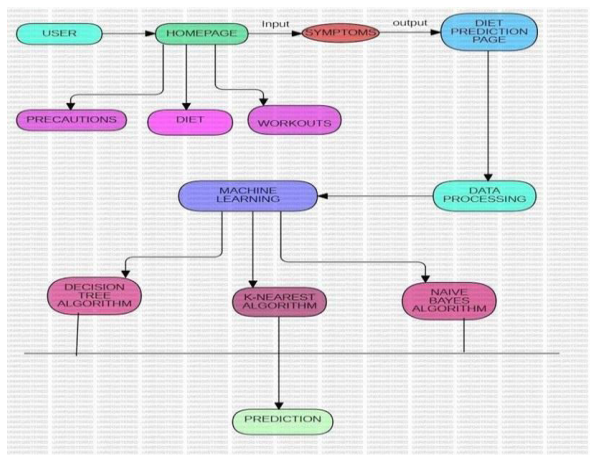 USER
HOMEPAGE
Input
SYMPTOMS
output
DIET
PREDICTION
PAGE
PRECAUTIONS
DIET
WORKOUTS
MACHINE
LEARNING
DATA
PROCESSING
DECISION
TREE
ALGORITHM
K-NEAREST
ALGORITHM
NAIVE
BAYES
ALGORITHM
PREDICTION